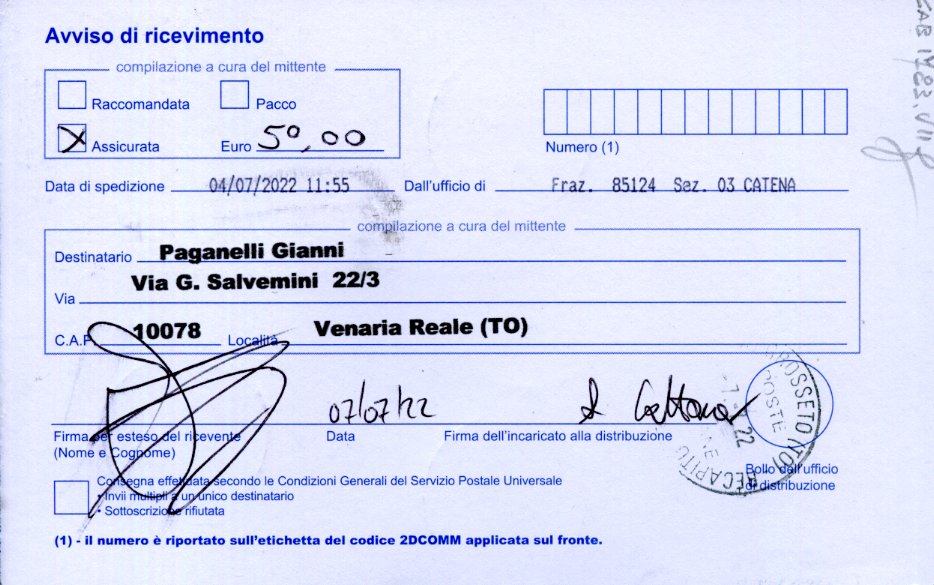 Avviso di ricevimento
compilazione a cura del mittente
Raccomandata Pacco
X Assicurata Euro 50,00
Numero (1)
Data di spedizione 04/07/2022 11:55 Dall'ufficio di Fraz. 85124 Sez. 03 CATENA
compilazione a cura del mittente
Destinatario Paganelli Gianni
Via G. Salvemini 22/3
Via
C.A.P. 10078 Località Venaria Reale (TO)
07/07/22
Firma per esteso del ricevente Data Firma dell'incaricato alla distribuzione
(Nome e Cognome)
Bollo dell'ufficio
di distribuzione
Consegna effettuata secondo le Condizioni Generali del Servizio Postale Universale
• Invii multipli a un unico destinatario
• Sottoscrizione rifiutata
(1) - il numero è riportato sull'etichetta del codice 2DCOMM applicata sul fronte.
POSTE
22
RECAPITO